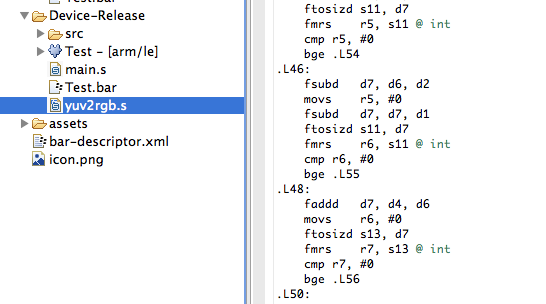 Test.bar
Device-Release
src
Test - [arm/le]
main.s
Test.bar
yuv2rgb.s
assets
bar-descriptor.xml
icon.png
ftosizd s11, d7
fmrs r5, s11 @ int
cmp r5, #0
bge .L54
.L46:
fsubd d7, d6, d2
movs r5, #0
fsubd d7, d7, d1
ftosizd s11, d7
fmrs r6, s11 @ int
cmp r6, #0
bge .L55
.L48:
faddd d7, d4, d6
movs r6, #0
ftosizd s13, d7
fmrs r7, s13 @ int
cmp r7, #0
bge .L56
.L50: